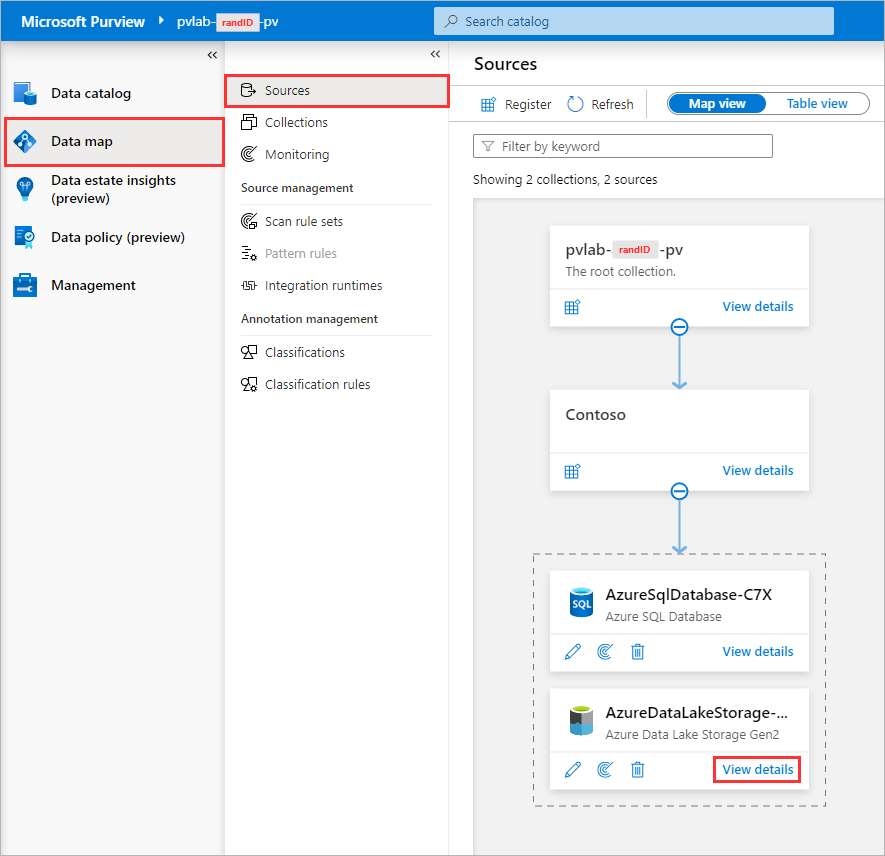 Microsoft Purview pvlab- randID -pv
Search catalog
Data catalog
Data map
Data estate insights
(preview)
Data policy (preview)
Management
Sources
Collections
Monitoring
Source management
Scan rule sets
Pattern rules
Integration runtimes
Annotation management
Classifications
Classification rules
Sources
Register Refresh Map view Table view
Filter by keyword
Showing 2 collections, 2 sources
pvlab- randID -pv
The root collection.
View details
Contoso
View details
SQL
AzureSqlDatabase-C7X
Azure SQL Database
View details
AzureDataLakeStorage-...
Azure Data Lake Storage Gen2
View details